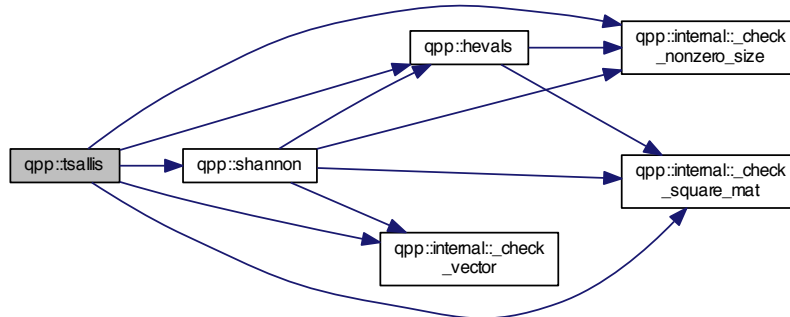 qpp::tsallis
qpp::shannon
qpp::hevals
qpp::internal::_check
_vector
qpp::internal::_check
_nonzero_size
qpp::internal::_check
_square_mat